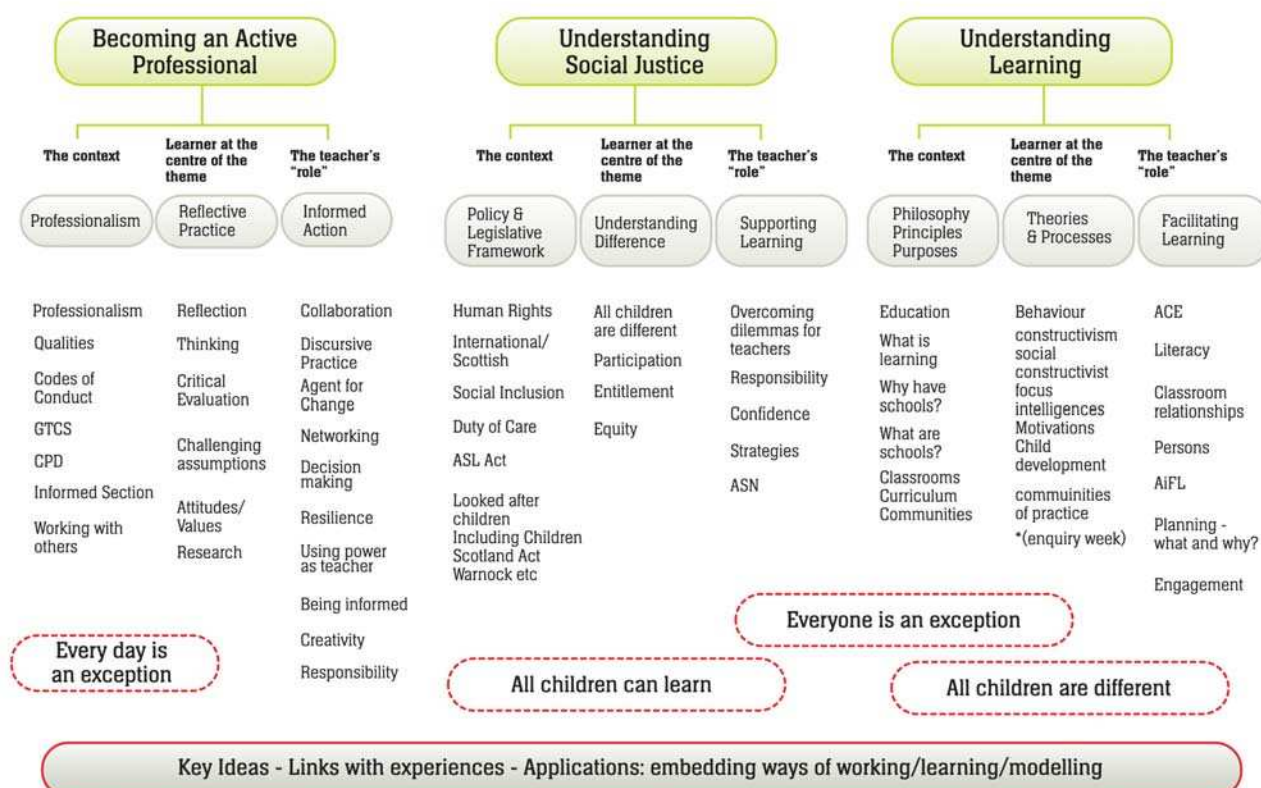 Becoming an Active
Professional
The context
Learner at the
centre of the
theme
The teacher's
"role"
Professionalism
Reflective
Practice
Informed
Action
Professionalism
Qualities
Codes of
Conduct
GTCS
CPD
Informed Section
Working with
others
Reflection
Thinking
Critical
Evaluation
Challenging
assumptions
Attitudes/
Values
Research
Collaboration
Discursive
Practice
Agent for
Change
Networking
Decision
making
Resilience
Using power
as teacher
Being informed
Creativity
Responsibility
Every day is
an exception
Understanding
Social Justice
The context
Learner at the
centre of the
theme
The teacher's
"role"
Policy &
Legislative
Framework
Understanding
Difference
Supporting
Learning
Human Rights
International/
Scottish
Social Inclusion
Duty of Care
ASL Act
Looked after
children
Including Children
Scotland Act
Warnock etc
All children
are different
Participation
Entitlement
Equity
Overcoming
dilemmas for
teachers
Responsibility
Confidence
Strategies
ASN
Understanding
Learning
The context
Learner at the
centre of the
theme
The teacher's
"role"
Philosophy
Principles
Purposes
Theories
& Processes
Facilitating
Learning
Education
What is
learning
Why have
schools?
What are
schools?
Classrooms
Curriculum
Communities
Behaviour
constructivism
social
constructivist
focus
intelligences
Motivations
Child
development
commuinities
of practice
*(enquiry week)
ACE
Literacy
Classroom
relationships
Persons
AiFL
Planning -
what and why?
Engagement
Everyone is an exception
All children can learn
All children are different
Key Ideas - Links with experiences - Applications: embedding ways of working/learning/modelling